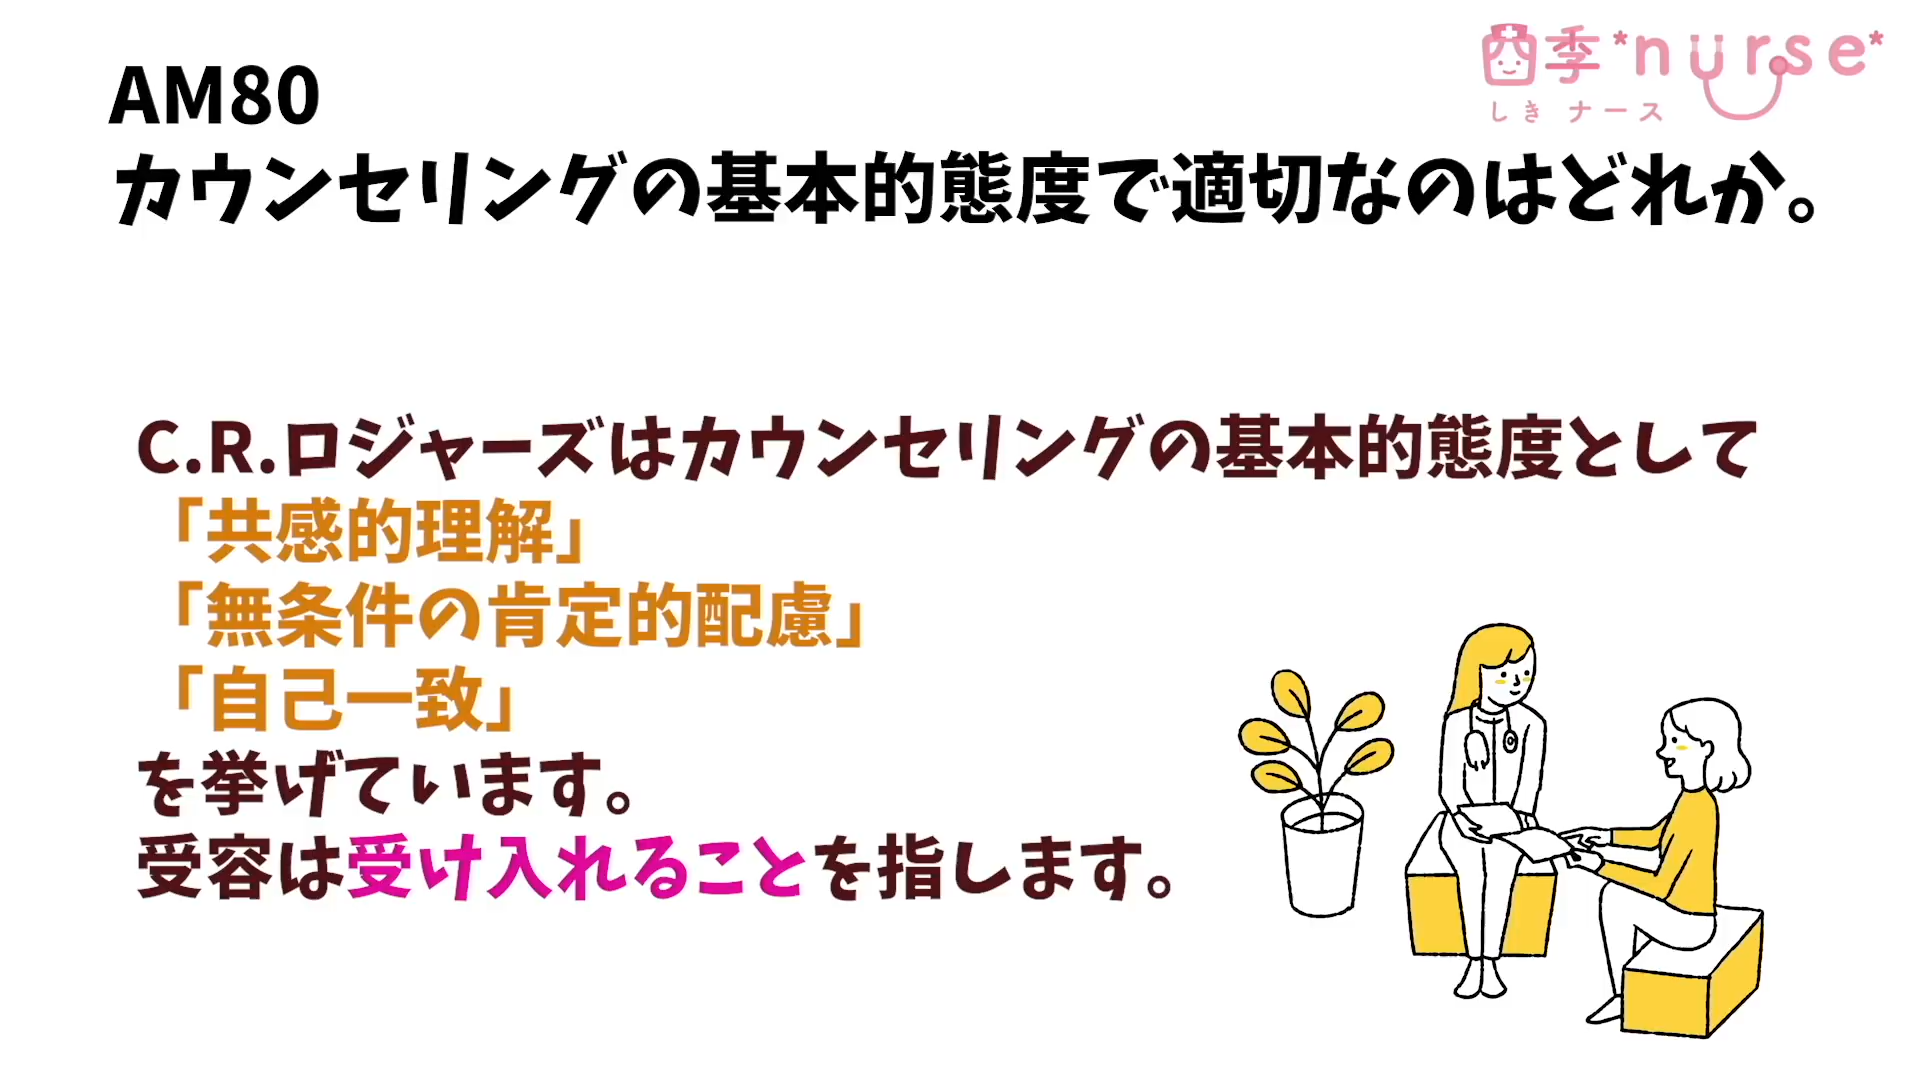 四季*nurse*
しき ナース
AM80
カウンセリングの基本的態度で適切なのはどれか。
C.R.ロジャーズはカウンセリングの基本的態度として
「共感的理解」
「無条件の肯定的配慮」
「自己一致」
を挙げています。
受容は受け入れることを指します。